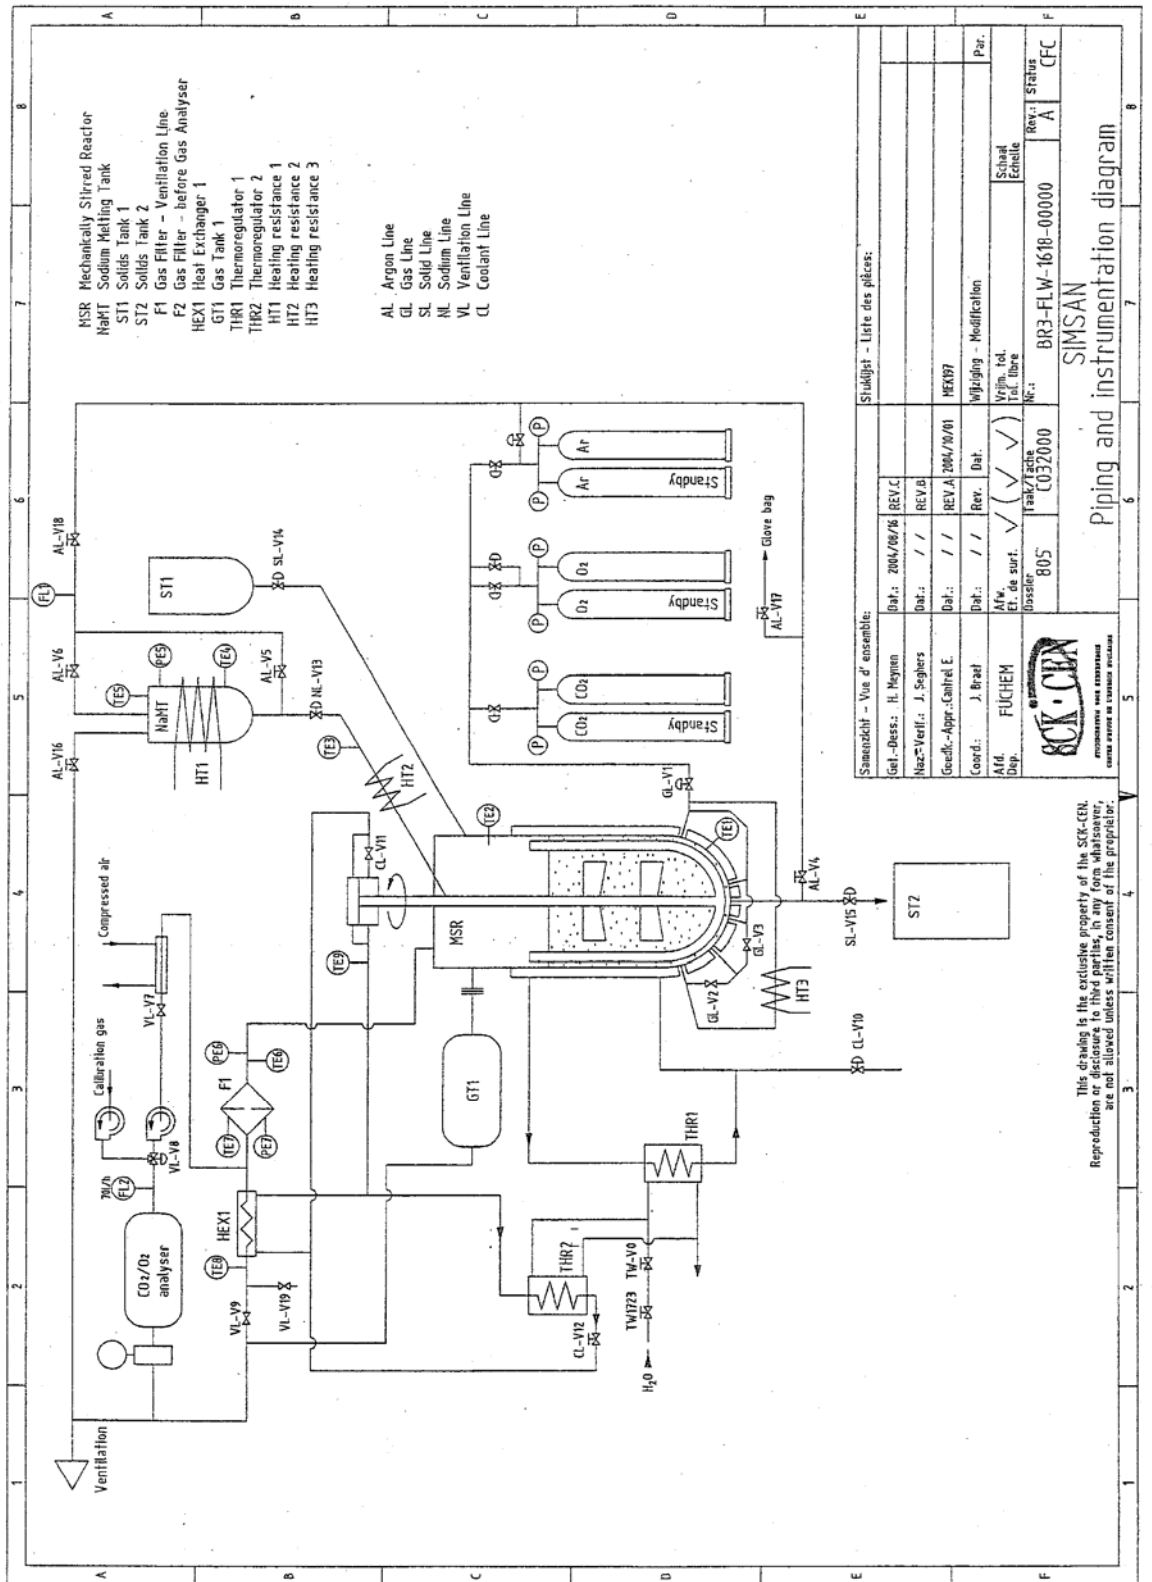 MSR Mechanically Stirred Reactor
NaMT Sodium Melting Tank
ST1 Solids Tank 1
ST2 Solids Tank 2
F1 Gas Filter - Ventilation Line
F2 Gas Filter - before Gas Analyser
HEX1 Heat Exchanger 1
GT1 Gas Tank 1
THR1 Thermoregulator 1
THR2 Thermoregulator 2
HT1 Heating resistance 1
HT2 Heating resistance 2
HT3 Heating resistance 3
AL Argon Line
GL Gas Line
SL Solid Line
NL Sodium Line
VL Ventilation Line
CL Coolant Line
Ventilation
CO2/O2
analyser
70l/h
FL2
VL-V8
Calibration gas
VL-V7
Compressed air
AL-V16
AL-V6
FL1
AL-V18
TE5
PE5
NaMT
TE4
HT1
AL-V5
NL-V13
TE3
HT2
ST1
SL-V14
VL-V9
VL-V19
TE8
HEX1
TE7
PE7
F1
PE6
TE6
TE9
CL-V11
MSR
TE2
GT1
THR2
CL-V12
H2O
TW1723
TW-V0
THR1
CL-V10
GL-V2
GL-V3
HT3
TE1
GL-V1
AL-V4
SL-V15
ST2
P
CO2
Standby
CO2
P
P
O2
Standby
O2
P
P
Ar
Standby
Ar
P
AL-V17
Glove bag
This drawing is the exclusive property of the SCK-CEN.
Reproduction or disclosure to third parties, in any form whatsoever,
are not allowed unless written consent of the proprietor.
Samenzicht - Vue d' ensemble:
Stuklijst - Liste des pièces:
Get.-Dess.: H. Meynen Dat.: 2004/08/16 REV.C
Naz.-Verif.: J. Seghers Dat.: / / REV.B
Goedk.-Appr.: Cantrel E. Dat.: / / REV.A 2004/10/01 MEK197
Coord.: J. Braet Dat.: / / Rev. Dat. Wijziging - Modification Par.
Afd.
Dep. FUCHEM
Afw.
Et. de surf.
Vrijm. tol.
Tol. libre
Schaal
Echelle
SCK·CEN
Dossier
805
Taak/Tache
C032000
Nr.:
BR3-FLW-1618-00000
Rev.:
A
Status
CFC
SIMSAN
Piping and instrumentation diagram
1 2 3 4 5 6 7 8
A B C D E F